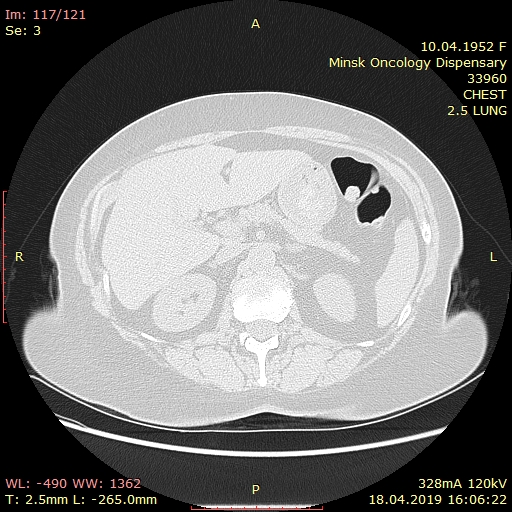 Im: 117/121
Se: 3
A
10.04.1952 F
Minsk Oncology Dispensary
33960
CHEST
2.5 LUNG
R
L
WL: -490 WW: 1362
T: 2.5mm L: -265.0mm
P
328mA 120kV
18.04.2019 16:06:22